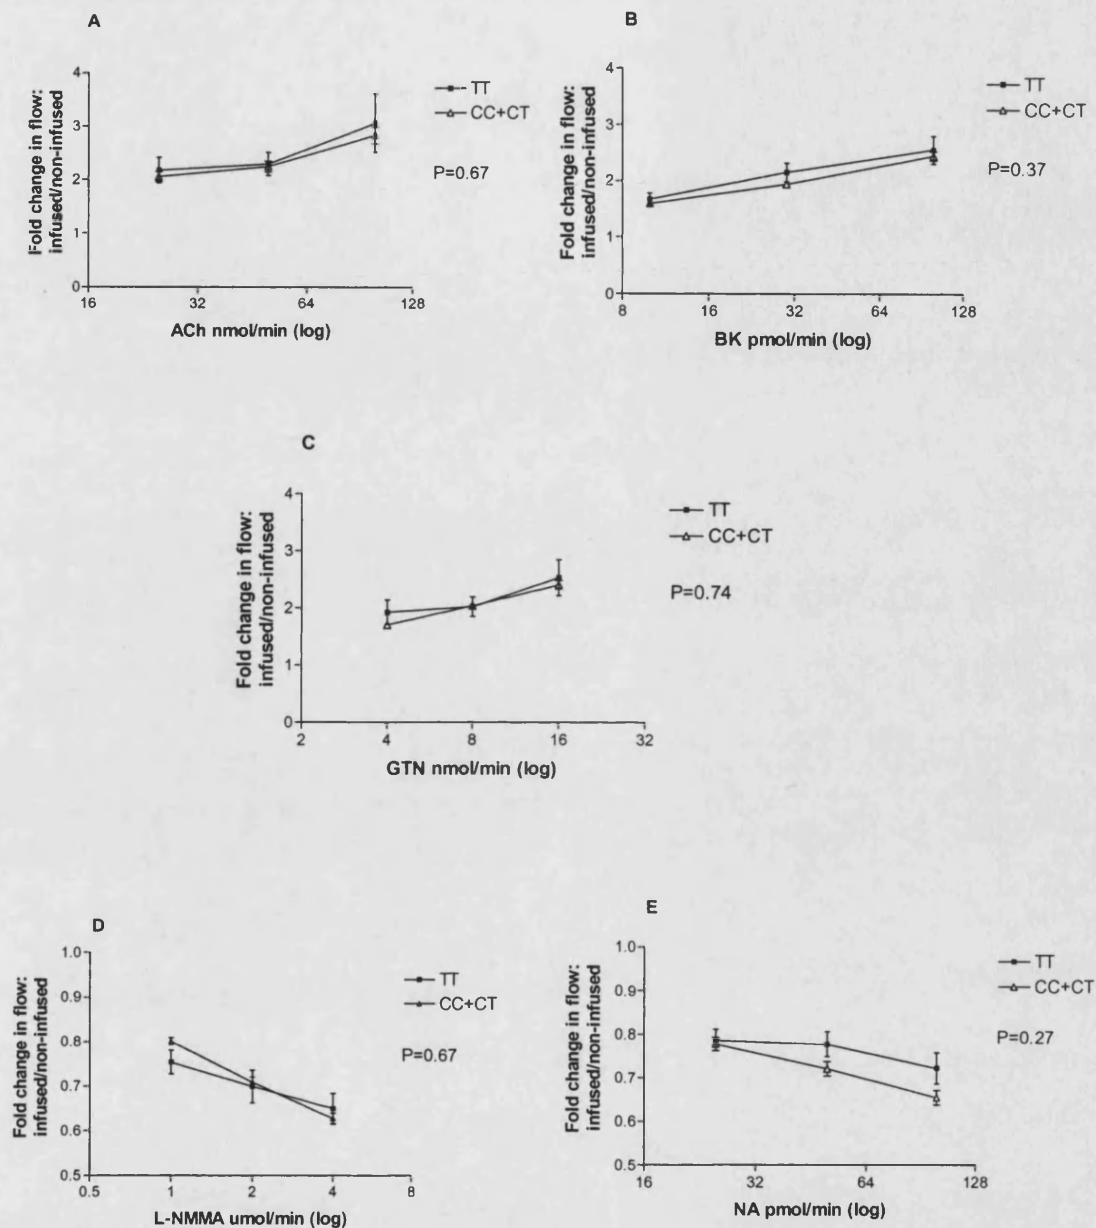 A
Fold change in flow:
infused/non-infused
4
3
2
1
0
16 32 64 128
ACh nmol/min (log)
TT
CC+CT
P=0.67
B
Fold change in flow:
infused/non-infused
4
3
2
1
0
8 16 32 64 128
BK pmol/min (log)
TT
CC+CT
P=0.37
C
Fold change in flow:
infused/non-infused
4
3
2
1
0
2 4 8 16 32
GTN nmol/min (log)
TT
CC+CT
P=0.74
D
Fold change in flow:
infused/non-infused
1.0
0.9
0.8
0.7
0.6
0.5
0.5 1 2 4 8
L-NMMA umol/min (log)
TT
CC+CT
P=0.67
E
Fold change in flow:
infused/non-infused
1.0
0.9
0.8
0.7
0.6
0.5
16 32 64 128
NA pmol/min (log)
TT
CC+CT
P=0.27